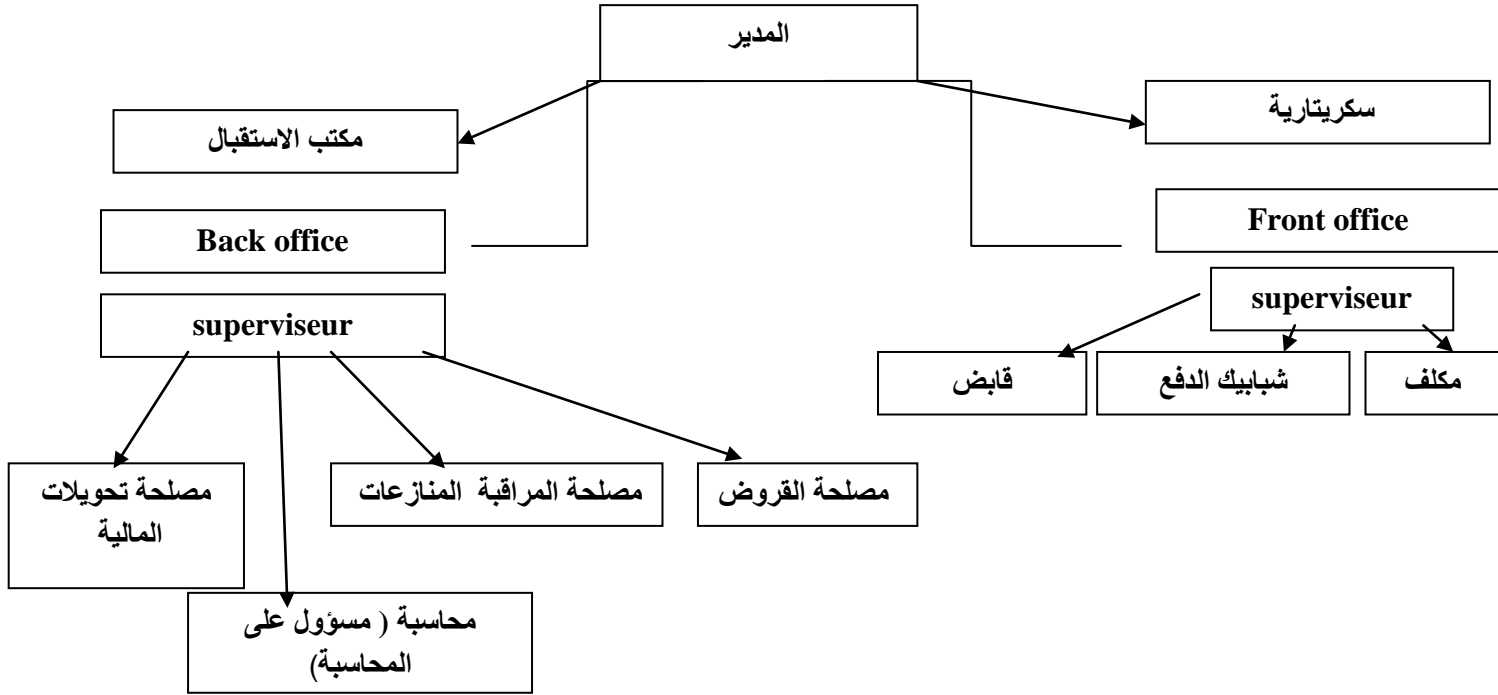 المدير
سكريتارية
مكتب الاستقبال
Front office
Back office
superviseur
superviseur
مكلف
شبابيك الدفع
قابض
مصلحة القروض
مصلحة المراقبة المنازعات
مصلحة تحويلات
المالية
محاسبة ( مسؤول على
المحاسبة)